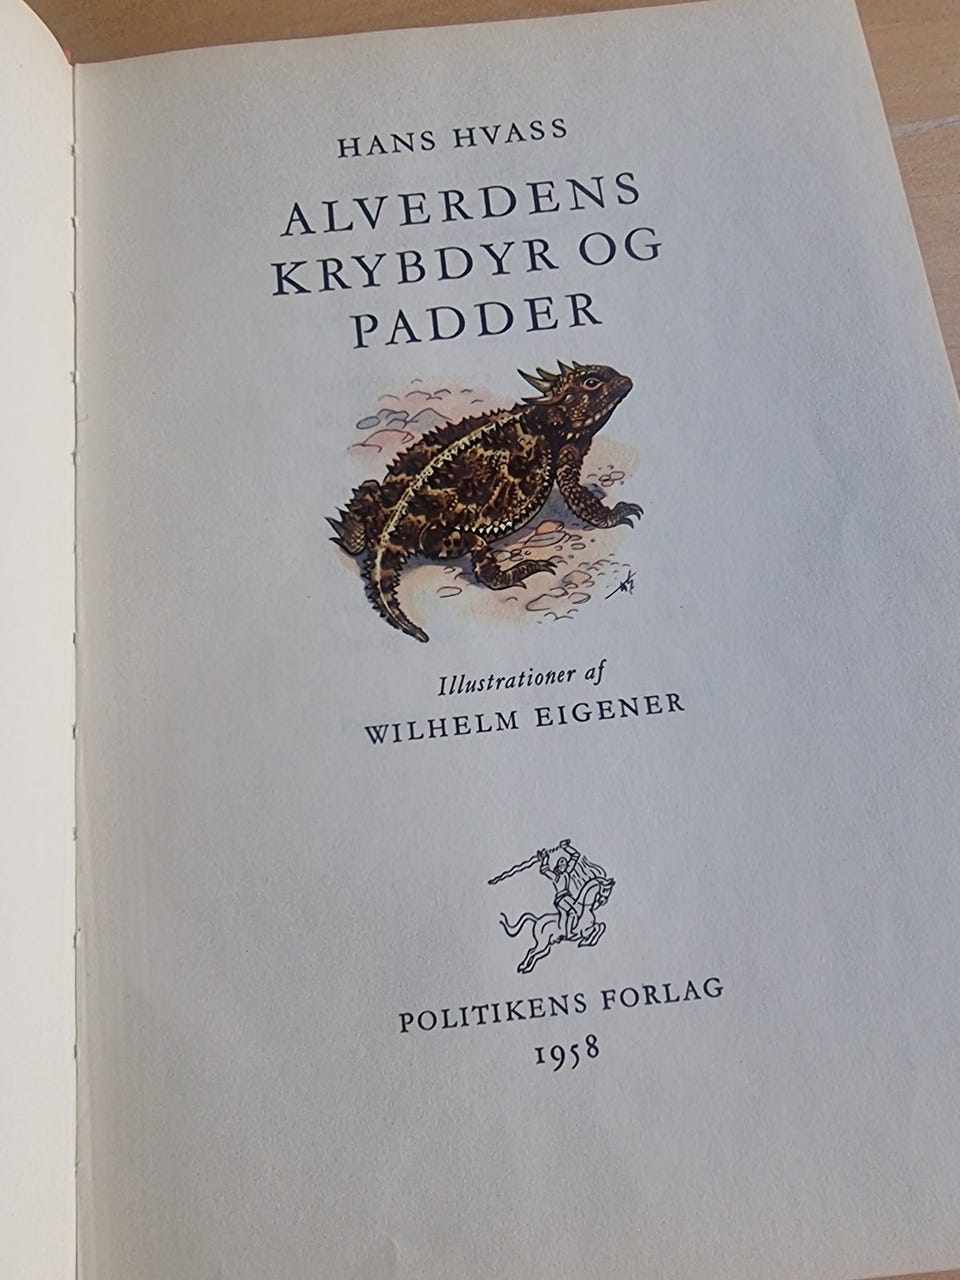 HANS HVASS
ALVERDENS
KRYBDYR OG
PADDER
Illustrationer af
WILHELM EIGENER
POLITIKENS FORLAG
1958